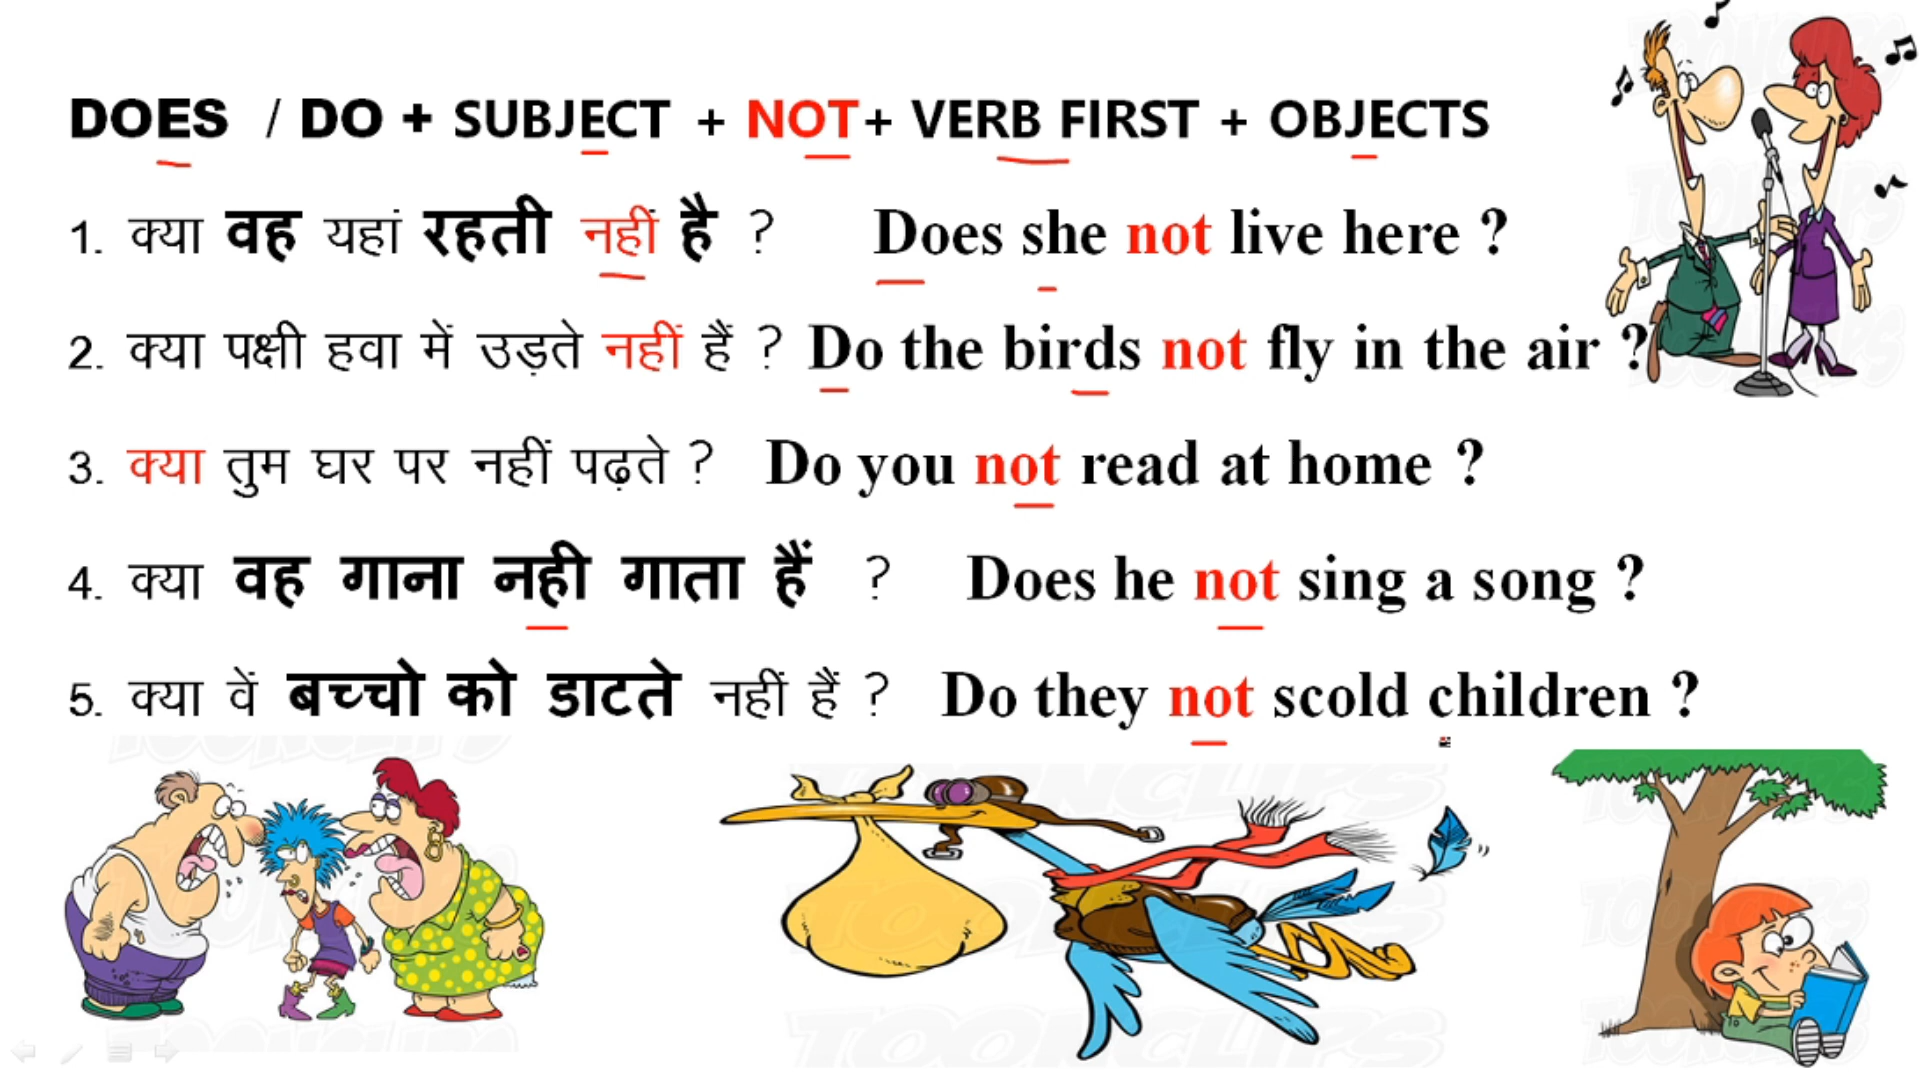 DOES / DO + SUBJECT + NOT+ VERB FIRST + OBJECTS
1. क्या वह यहां रहती नहीं है ? Does she not live here ?
2. क्या पक्षी हवा में उड़ते नहीं हैं ? Do the birds not fly in the air ?
3. क्या तुम घर पर नहीं पढ़ते ? Do you not read at home ?
4. क्या वह गाना नही गाता हैं ? Does he not sing a song ?
5. क्या वें बच्चो को डाटते नहीं हैं ? Do they not scold children ?
TOONCLIPS
TOONCLIPS